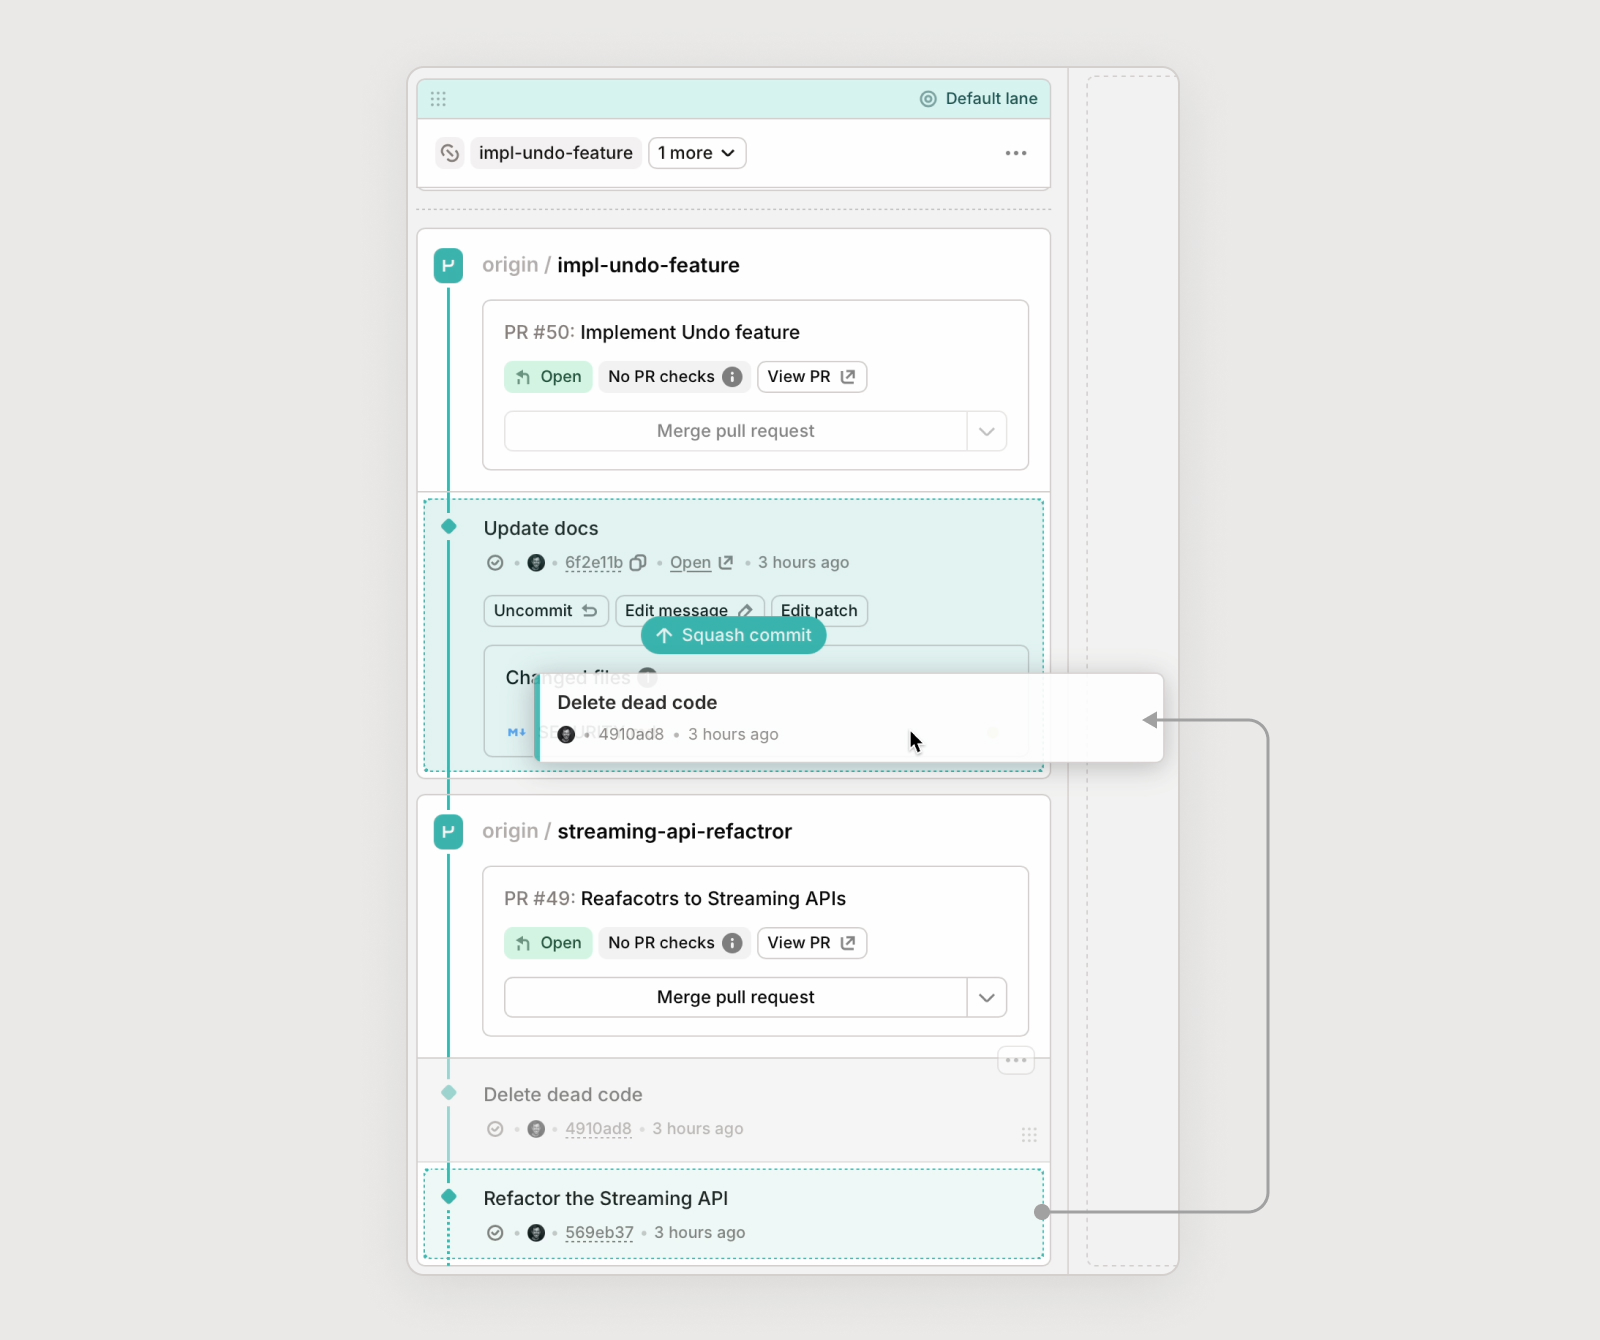 Default lane
impl-undo-feature 1 more
origin / impl-undo-feature
PR #50: Implement Undo feature
Open No PR checks View PR
Merge pull request
Update docs
6f2e11b • Open • 3 hours ago
Uncommit Edit message Edit patch
Squash commit
Changed files
Delete dead code
M
4910ad8 • 3 hours ago
origin / streaming-api-refactror
PR #49: Reafacotrs to Streaming APIs
Open No PR checks View PR
Merge pull request
Delete dead code
4910ad8 • 3 hours ago
Refactor the Streaming API
569eb37 • 3 hours ago